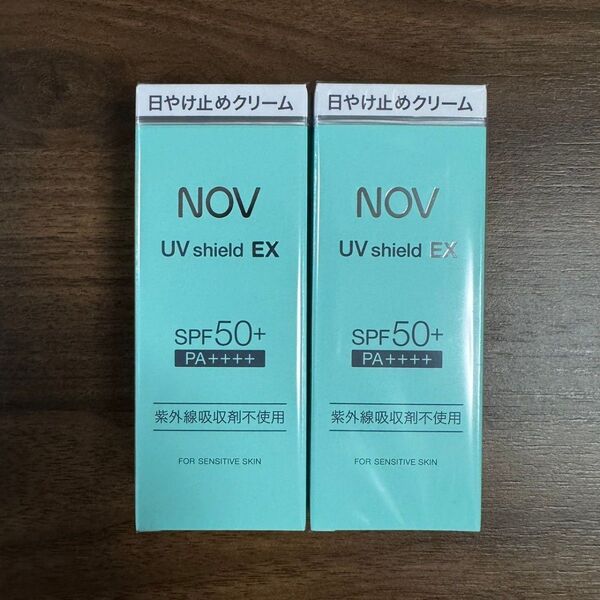 日やけ止めクリーム
NOV
UV shield EX
SPF50+
PA++++
紫外線吸収剤不使用
FOR SENSITIVE SKIN
日やけ止めクリーム
NOV
UV shield EX
SPF50+
PA++++
紫外線吸収剤不使用
FOR SENSITIVE SKIN